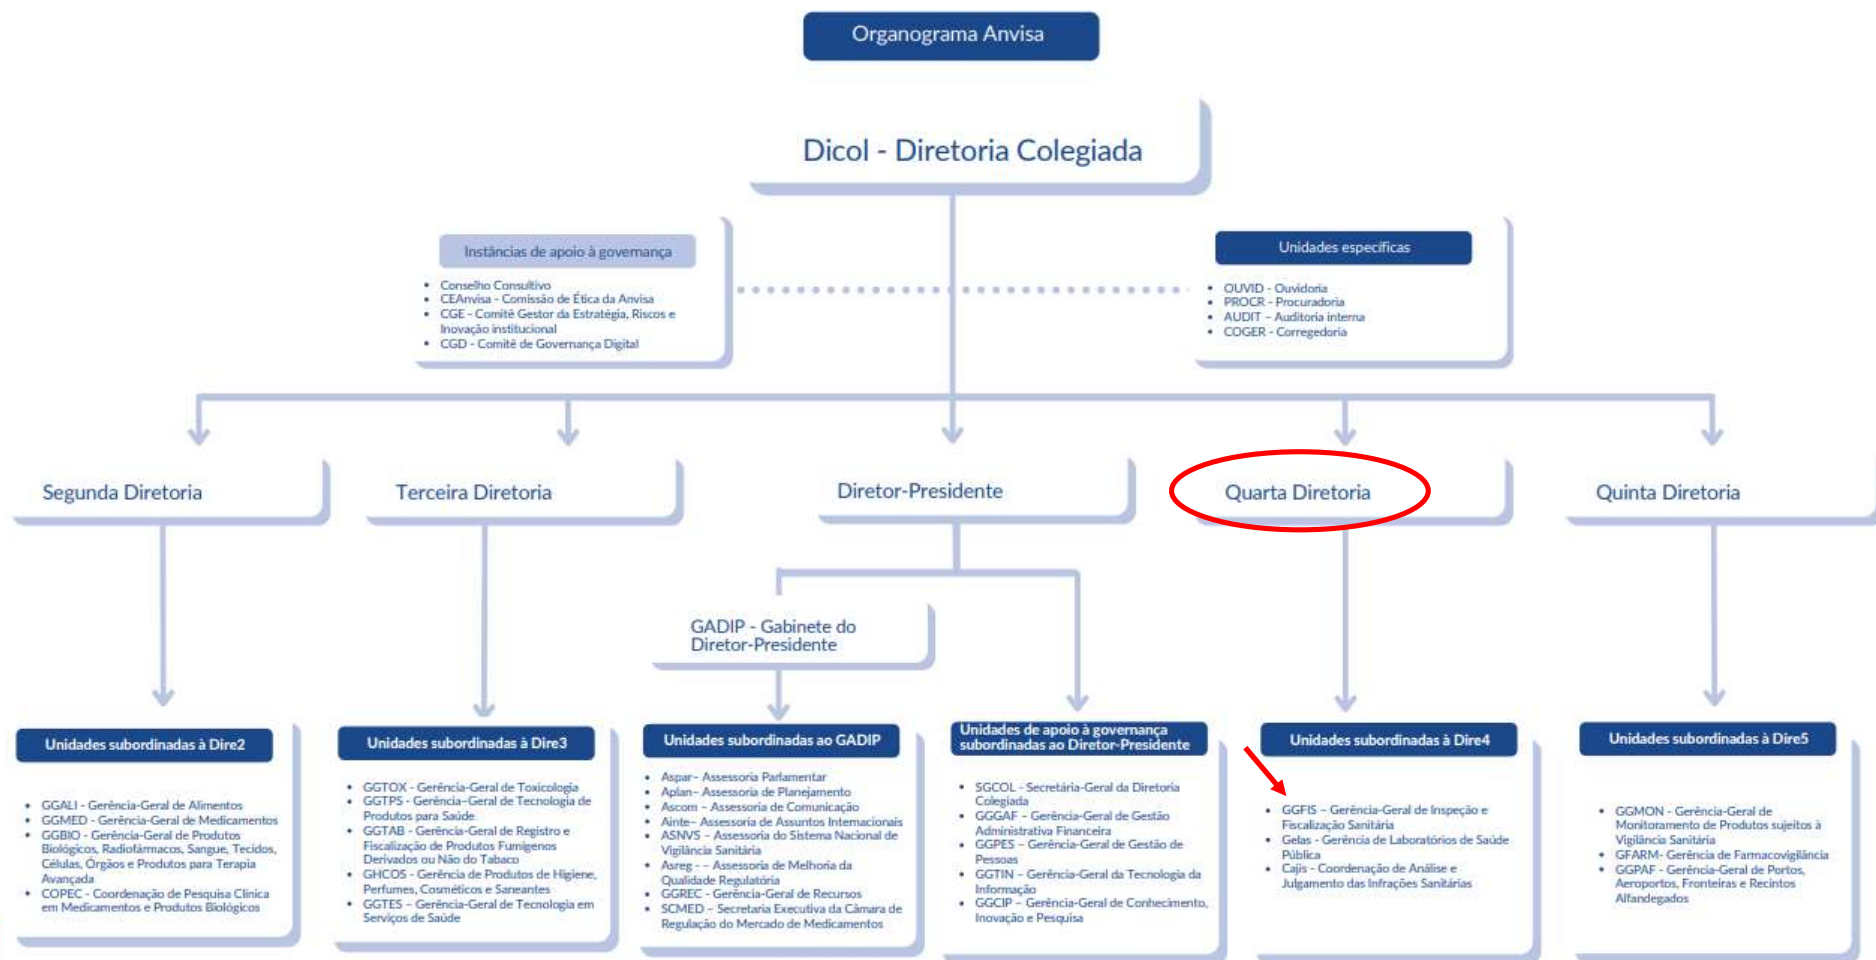 Organograma Anvisa
Dicol - Diretoria Colegiada
Instâncias de apoio à governança
• Conselho Consultivo
• CEAnvisa - Comissão de Ética da Anvisa
• CGE - Comitê Gestor da Estratégia, Riscos e
Inovação institucional
• CGD - Comitê de Governança Digital
Unidades específicas
• OUVID - Ouvidoria
• PROCR - Procuradoria
• AUDIT – Auditoria interna
• COGER - Corregedoria
Segunda Diretoria
Terceira Diretoria
Diretor-Presidente
Quarta Diretoria
Quinta Diretoria
GADIP - Gabinete do
Diretor-Presidente
Unidades subordinadas à Dire2
• GGALI - Gerência-Geral de Alimentos
• GGMED - Gerência-Geral de Medicamentos
• GGBIO - Gerência-Geral de Produtos
Biológicos, Radiofármacos, Sangue, Tecidos,
Células, Órgãos e Produtos para Terapia
Avançada
• COPEC - Coordenação de Pesquisa Clínica
em Medicamentos e Produtos Biológicos
Unidades subordinadas à Dire3
• GGTOX - Gerência-Geral de Toxicologia
• GGTPS - Gerência–Geral de Tecnologia de
Produtos para Saúde
• GGTAB - Gerência-Geral de Registro e
Fiscalização de Produtos Fumígenos
Derivados ou Não do Tabaco
• GHCOS - Gerência de Produtos de Higiene,
Perfumes, Cosméticos e Saneantes
• GGTES – Gerência-Geral de Tecnologia em
Serviços de Saúde
Unidades subordinadas ao GADIP
• Aspar– Assessoria Parlamentar
• Aplan– Assessoria de Planejamento
• Ascom – Assessoria de Comunicação
• Ainte– Assessoria de Assuntos Internacionais
• ASNVS – Assessoria do Sistema Nacional de
Vigilância Sanitária
• Asreg - – Assessoria de Melhoria da
Qualidade Regulatória
• GGREC - Gerência-Geral de Recursos
• SCMED – Secretaria Executiva da Câmara de
Regulação do Mercado de Medicamentos
Unidades de apoio à governança
subordinadas ao Diretor-Presidente
• SGCOL - Secretária-Geral da Diretoria
Colegiada
• GGGAF – Gerência-Geral de Gestão
Administrativa Financeira
• GGPES – Gerência-Geral de Gestão de
Pessoas
• GGTIN – Gerência-Geral da Tecnologia da
Informação
• GGCIP – Gerência-Geral de Conhecimento,
Inovação e Pesquisa
Unidades subordinadas à Dire4
• GGFIS – Gerência-Geral de Inspeção e
Fiscalização Sanitária
• Gelas - Gerência de Laboratórios de Saúde
Pública
• Cajis - Coordenação de Análise e
Julgamento das Infrações Sanitárias
Unidades subordinadas à Dire5
• GGMON - Gerência-Geral de
Monitoramento de Produtos sujeitos à
Vigilância Sanitária
• GFARM- Gerência de Farmacovigilância
• GGPAF – Gerência-Geral de Portos,
Aeroportos, Fronteiras e Recintos
Alfandegados